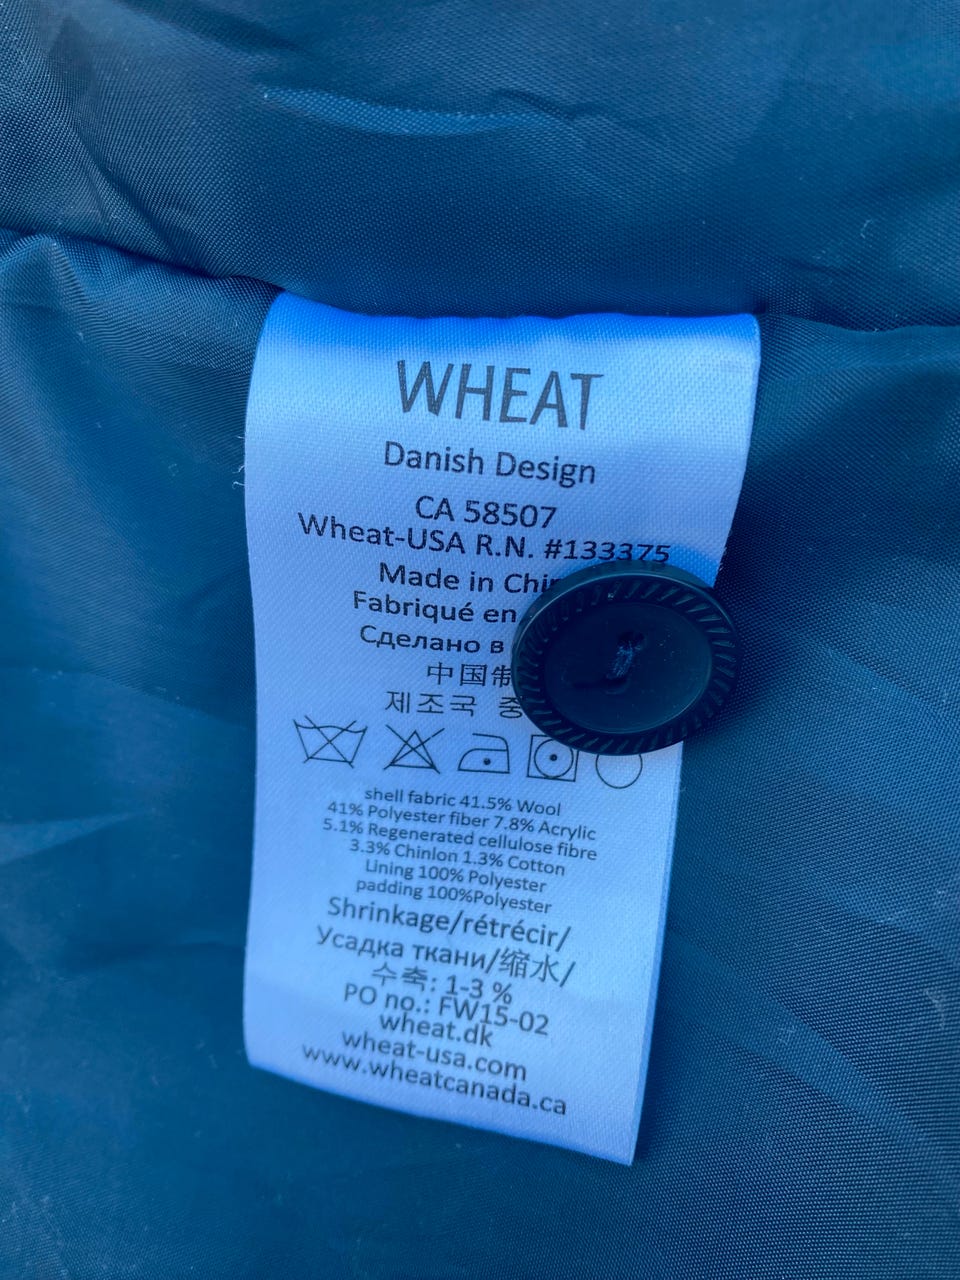 WHEAT
Danish Design
CA 58507
Wheat-USA R.N. #133375
Made in
Fabriqué en
Сделано в
中国制
제조국
shell fabric 41.5% Wool
41% Polyester fiber 7.8% Acrylic
5.1% Regenerated cellulose fibre
3.3% Chinlon 1.3% Cotton
Lining 100% Polyester
padding 100%Polyester
Shrinkage/rétrécir/
Усадка ткани/缩水/
수축: 1-3 %
PO no.: FW15-02
wheat.dk
wheat-usa.com
www.wheatcanada.ca